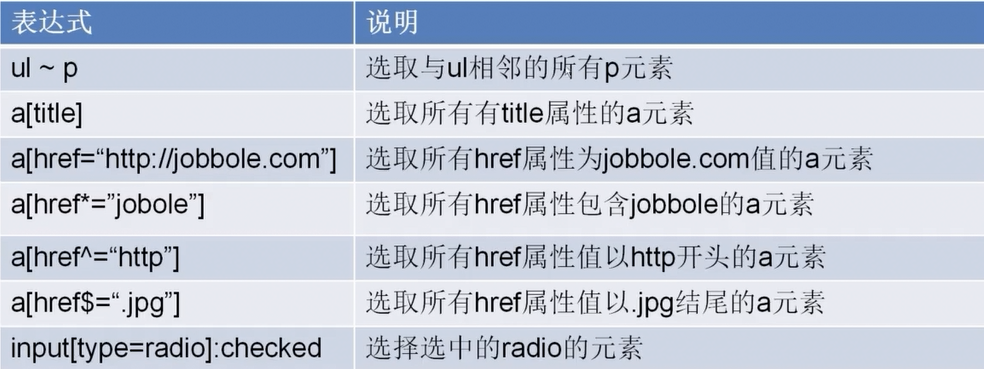 表达式 说明
ul ~ p 选取与ul相邻的所有p元素
a[title] 选取所有有title属性的a元素
a[href=“http://jobbole.com”] 选取所有href属性为jobbole.com值的a元素
a[href*=”jobole”] 选取所有href属性包含jobbole的a元素
a[href^=“http”] 选取所有href属性值以http开头的a元素
a[href$=“.jpg”] 选取所有href属性值以.jpg结尾的a元素
input[type=radio]:checked 选择选中的radio的元素